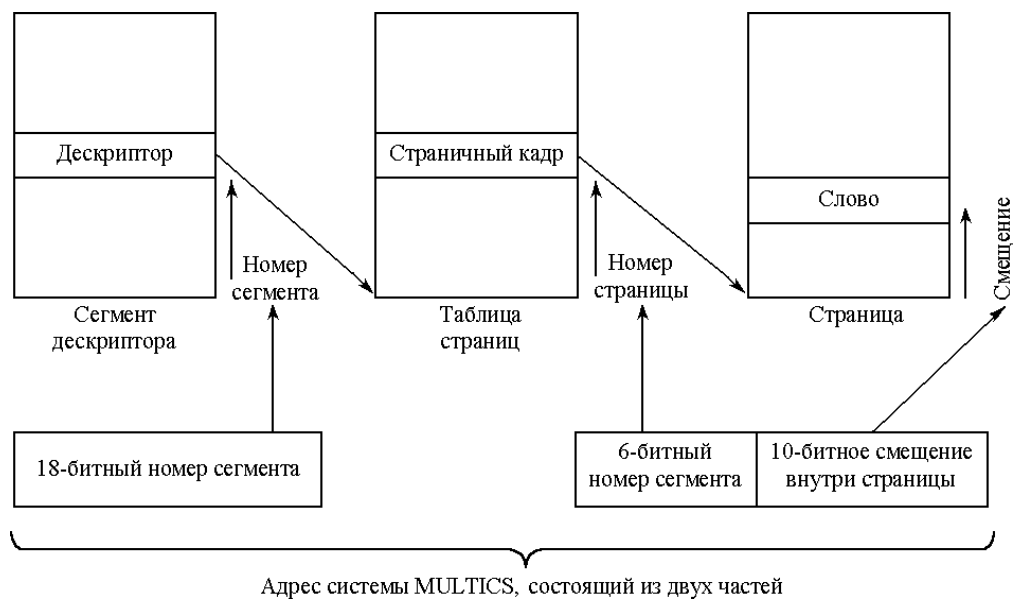 Дескриптор
Страничный кадр
Слово
Номер
сегмента
Номер
страницы
Смещение
Сегмент
дескриптора
Таблица
страниц
Страница
18-битный номер сегмента
6-битный
номер сегмента
10-битное смещение
внутри страницы
Адрес системы MULTICS, состоящий из двух частей